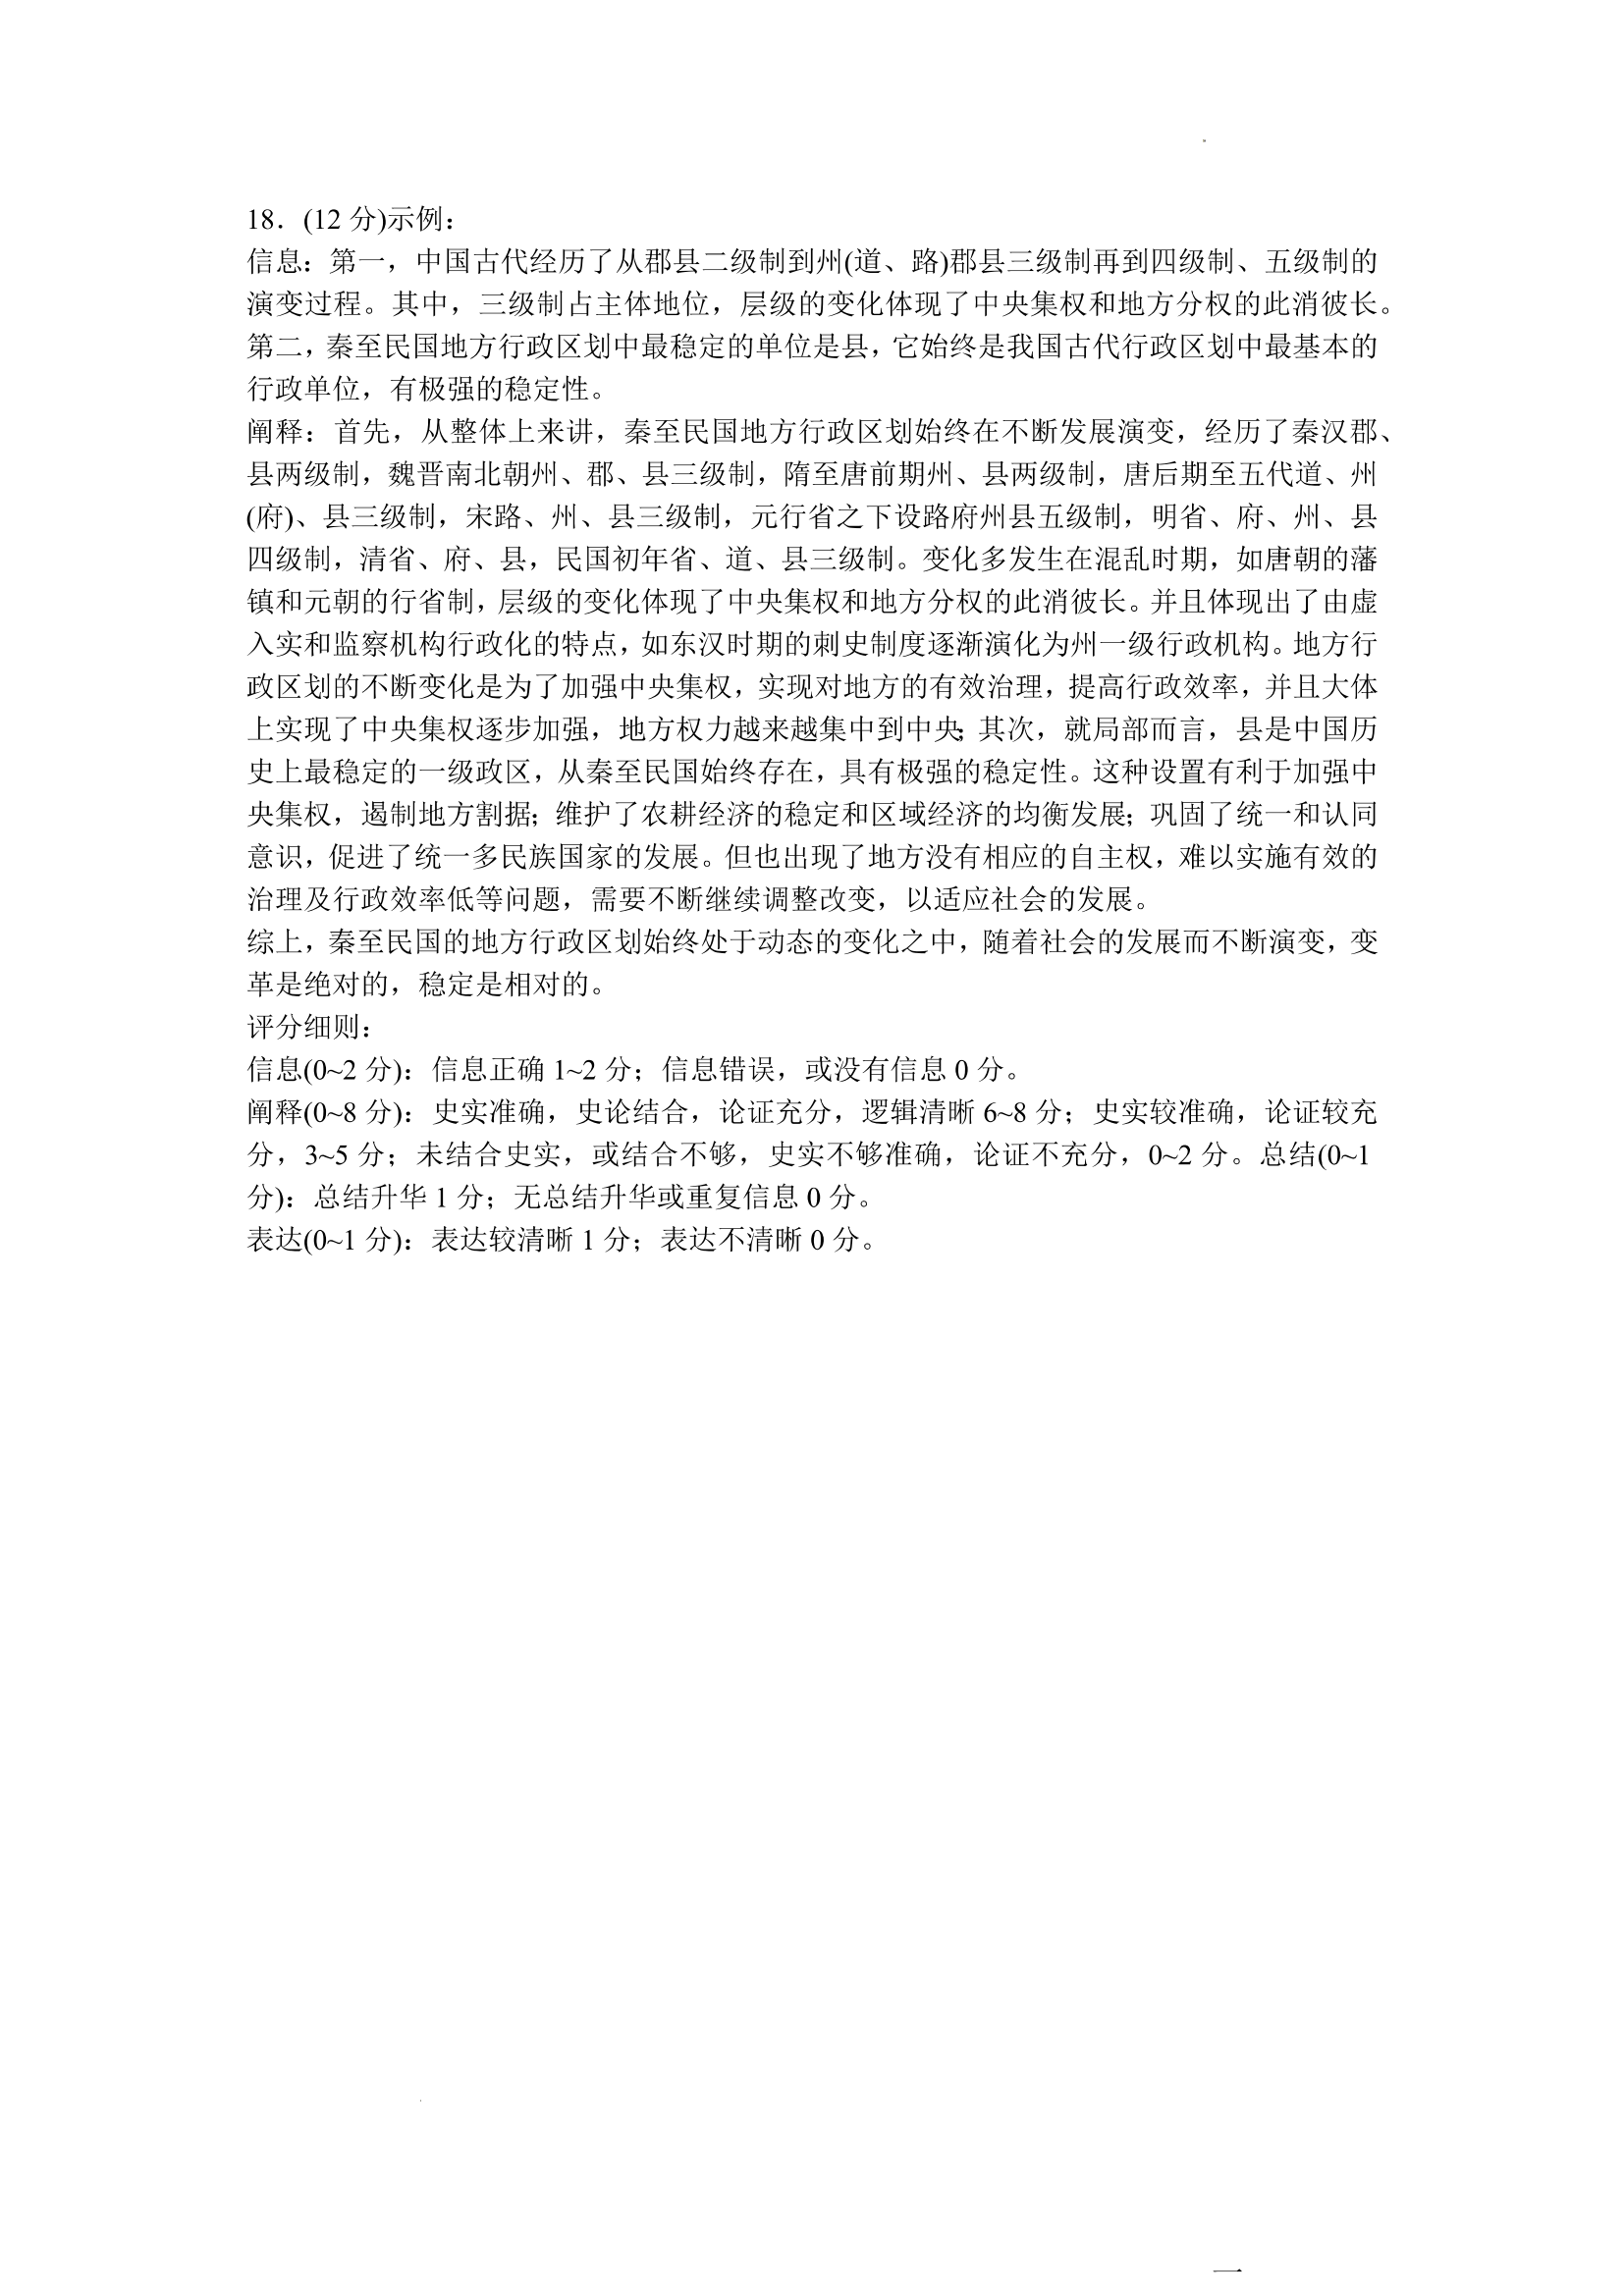 18．(12 分)示例：
信息：第一，中国古代经历了从郡县二级制到州(道、路)郡县三级制再到四级制、五级制的
演变过程。其中，三级制占主体地位，层级的变化体现了中央集权和地方分权的此消彼长。
第二，秦至民国地方行政区划中最稳定的单位是县，它始终是我国古代行政区划中最基本的
行政单位，有极强的稳定性。
阐释：首先，从整体上来讲，秦至民国地方行政区划始终在不断发展演变，经历了秦汉郡、
县两级制，魏晋南北朝州、郡、县三级制，隋至唐前期州、县两级制，唐后期至五代道、州
(府)、县三级制，宋路、州、县三级制，元行省之下设路府州县五级制，明省、府、州、县
四级制，清省、府、县，民国初年省、道、县三级制。变化多发生在混乱时期，如唐朝的藩
镇和元朝的行省制，层级的变化体现了中央集权和地方分权的此消彼长。并且体现出了由虚
入实和监察机构行政化的特点，如东汉时期的刺史制度逐渐演化为州一级行政机构。地方行
政区划的不断变化是为了加强中央集权，实现对地方的有效治理，提高行政效率，并且大体
上实现了中央集权逐步加强，地方权力越来越集中到中央；其次，就局部而言，县是中国历
史上最稳定的一级政区，从秦至民国始终存在，具有极强的稳定性。这种设置有利于加强中
央集权，遏制地方割据；维护了农耕经济的稳定和区域经济的均衡发展；巩固了统一和认同
意识，促进了统一多民族国家的发展。但也出现了地方没有相应的自主权，难以实施有效的
治理及行政效率低等问题，需要不断继续调整改变，以适应社会的发展。
综上，秦至民国的地方行政区划始终处于动态的变化之中，随着社会的发展而不断演变，变
革是绝对的，稳定是相对的。
评分细则：
信息(0~2 分)：信息正确 1~2 分；信息错误，或没有信息 0 分。
阐释(0~8 分)：史实准确，史论结合，论证充分，逻辑清晰 6~8 分；史实较准确，论证较充
分，3~5 分；未结合史实，或结合不够，史实不够准确，论证不充分，0~2 分。总结(0~1
分)：总结升华 1 分；无总结升华或重复信息 0 分。
表达(0~1 分)：表达较清晰 1 分；表达不清晰 0 分。